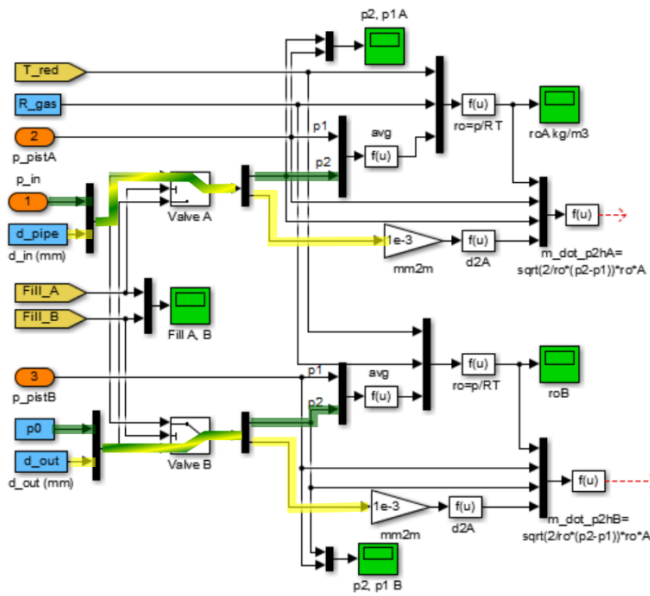 p2, p1 A
T_red
R_gas
f(u)
ro=p/RT
roA kg/m3
2
p_pistA
p1
p2
avg
f(u)
p_in
1
d_pipe
d_in (mm)
Valve A
1e-3
mm2m
f(u)
d2A
f(u)
m_dot_p2hA=
sqrt(2/ro*(p2-p1))*ro*A
Fill_A
Fill_B
Fill A, B
3
p_pistB
p1
p2
avg
f(u)
f(u)
ro=p/RT
roB
p0
d_out
d_out (mm)
Valve B
1e-3
mm2m
f(u)
d2A
f(u)
m_dot_p2hB=
sqrt(2/ro*(p2-p1))*ro*A
p2, p1 B